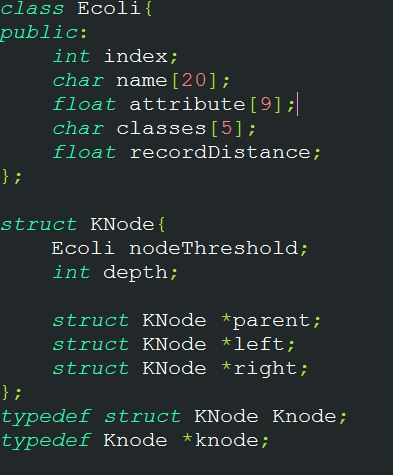 class Ecoli{
public:
    int index;
    char name[20];
    float attribute[9];
    char classes[5];
    float recordDistance;
};

struct KNode{
    Ecoli nodeThreshold;
    int depth;

    struct KNode *parent;
    struct KNode *left;
    struct KNode *right;
};
typedef struct KNode Knode;
typedef Knode *knode;